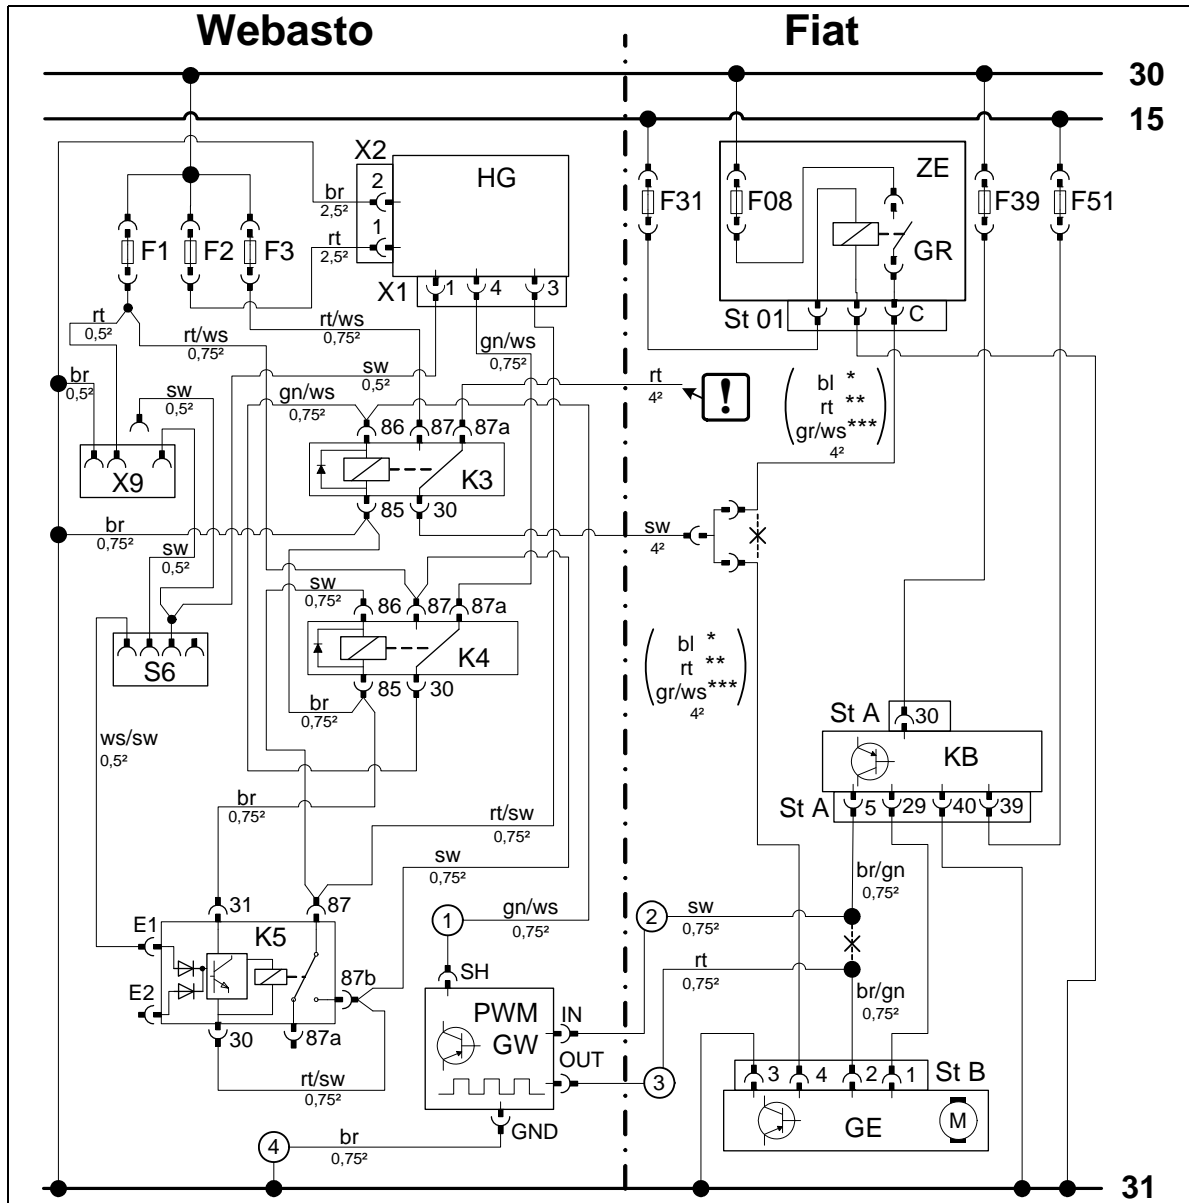 Webasto Fiat
30
15
X2
HG
ZE
br
2,5²
2
rt
2,5²
1
F1 F2 F3
F31 F08 GR F39 F51
X1 1 4 3
St 01 C
rt
0,5²
rt/ws
0,75²
rt/ws
0,75²
gn/ws
0,75²
br
0,5²
sw
0,5²
gn/ws
0,75²
sw
0,5²
rt
4²
!
bl *
rt **
gr/ws***
4²
86 87 87a
X9
K3
85 30
br
0,75²
sw
4²
sw
0,5²
sw
0,75²
86 87 87a
S6
K4
bl *
rt **
gr/ws***
4²
85 30
br
0,75²
St A 30
ws/sw
0,5²
KB
br
0,75²
rt/sw
0,75²
St A 5 29 40 39
sw
0,75²
br/gn
0,75²
31 87
gn/ws
0,75²
1
2
sw
0,75²
E1
K5
rt
0,75²
SH
87b
E2
br/gn
0,75²
PWM
GW
IN
OUT
30 87a
3
3 4 2 1 St B
rt/sw
0,75²
GE M
GND
4
br
0,75²
31